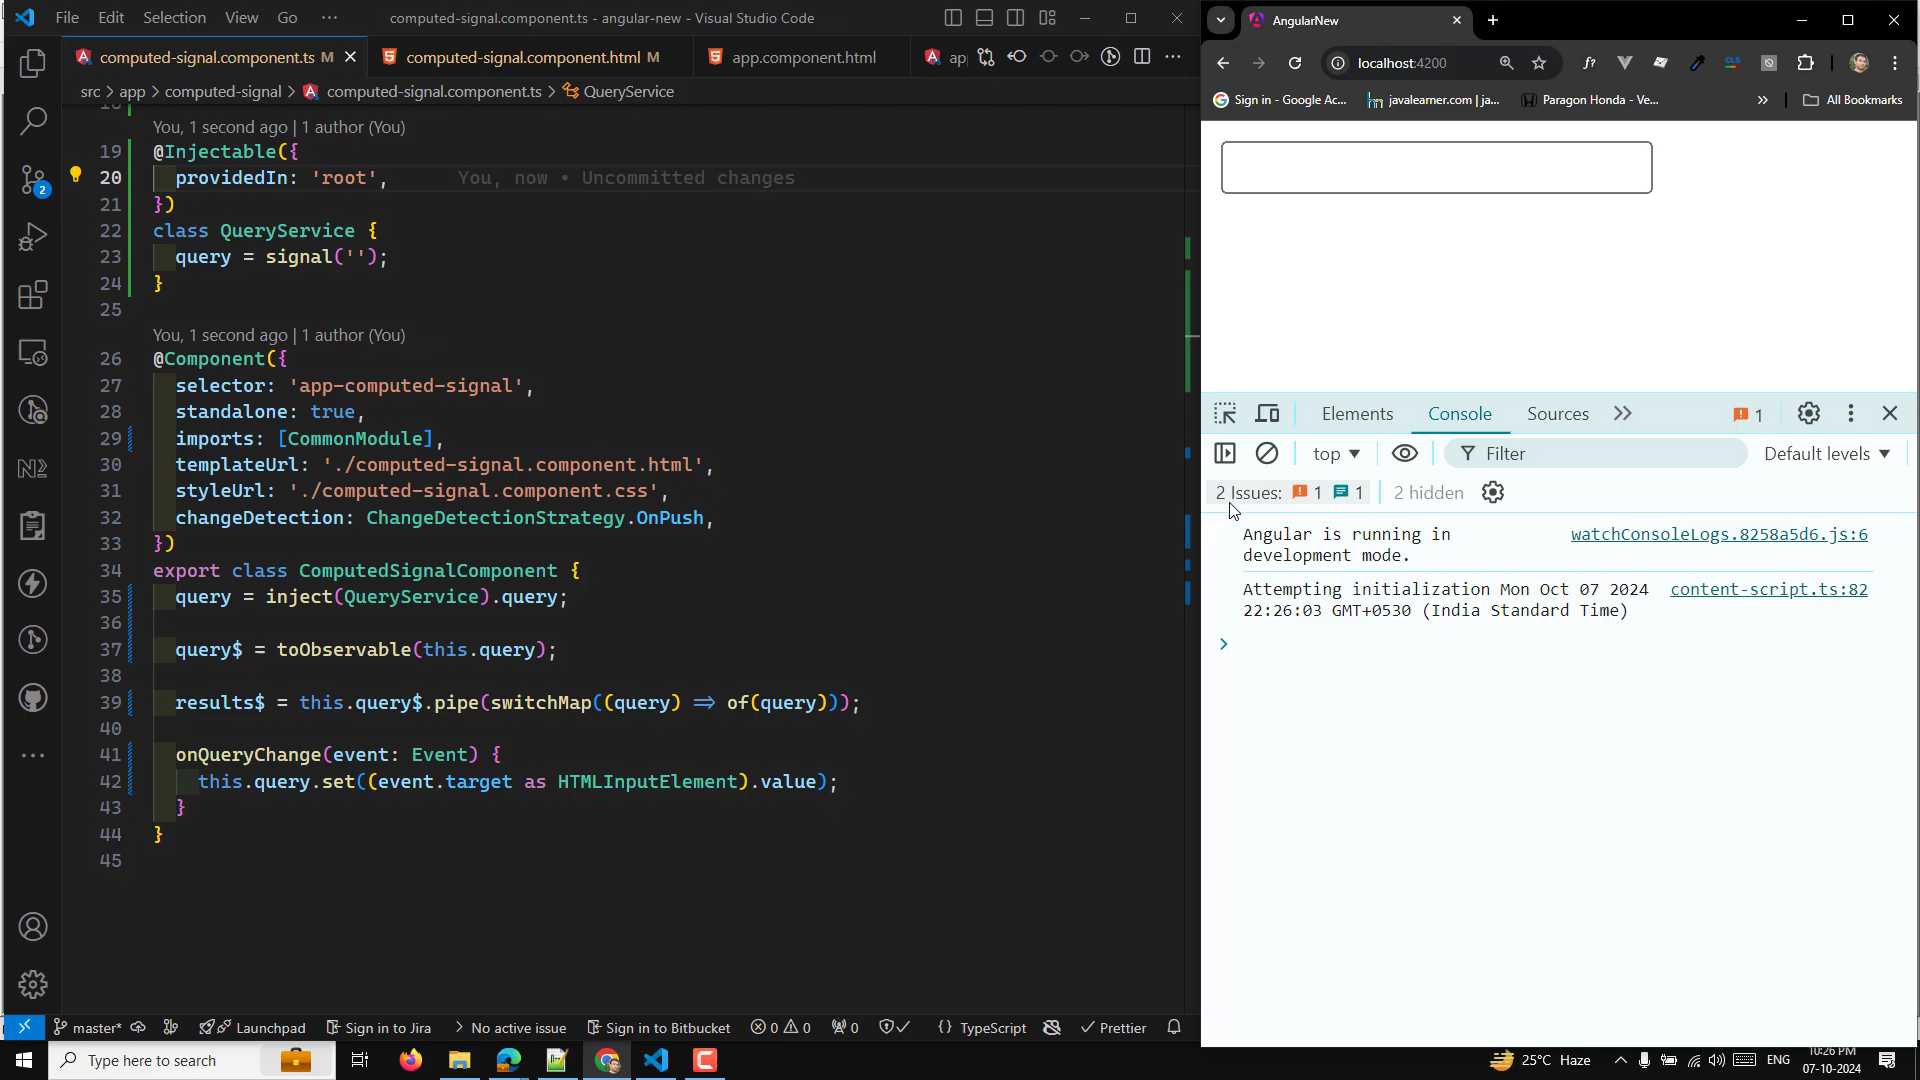 File Edit Selection View Go ··· computed-signal.component.ts - angular-new - Visual Studio Code
computed-signal.component.ts M computed-signal.component.html M app.component.html ap
src > app > computed-signal > computed-signal.component.ts > QueryService
You, 1 second ago | 1 author (You)
19 @Injectable({
20 providedIn: 'root', You, now • Uncommitted changes
21 })
22 class QueryService {
23 query = signal('');
24 }
25
You, 1 second ago | 1 author (You)
26 @Component({
27 selector: 'app-computed-signal',
28 standalone: true,
29 imports: [CommonModule],
30 templateUrl: './computed-signal.component.html',
31 styleUrl: './computed-signal.component.css',
32 changeDetection: ChangeDetectionStrategy.OnPush,
33 })
34 export class ComputedSignalComponent {
35 query = inject(QueryService).query;
36
37 query$ = toObservable(this.query);
38
39 results$ = this.query$.pipe(switchMap((query) => of(query)));
40
41 onQueryChange(event: Event) {
42 this.query.set((event.target as HTMLInputElement).value);
43 }
44 }
45
2
master* Launchpad Sign in to Jira > No active issue Sign in to Bitbucket 0 0 0 {} TypeScript Prettier
AngularNew
localhost:4200
Sign in - Google Ac... javalearner.com | ja... Paragon Honda - Ve... » All Bookmarks
Elements Console Sources 1
top Filter Default levels
2 Issues: 1 1 2 hidden
Angular is running in development mode. watchConsoleLogs.8258a5d6.js:6
Attempting initialization Mon Oct 07 2024 content-script.ts:82
22:26:03 GMT+0530 (India Standard Time)
Type here to search
25°C Haze ENG
10:26 PM
07-10-2024